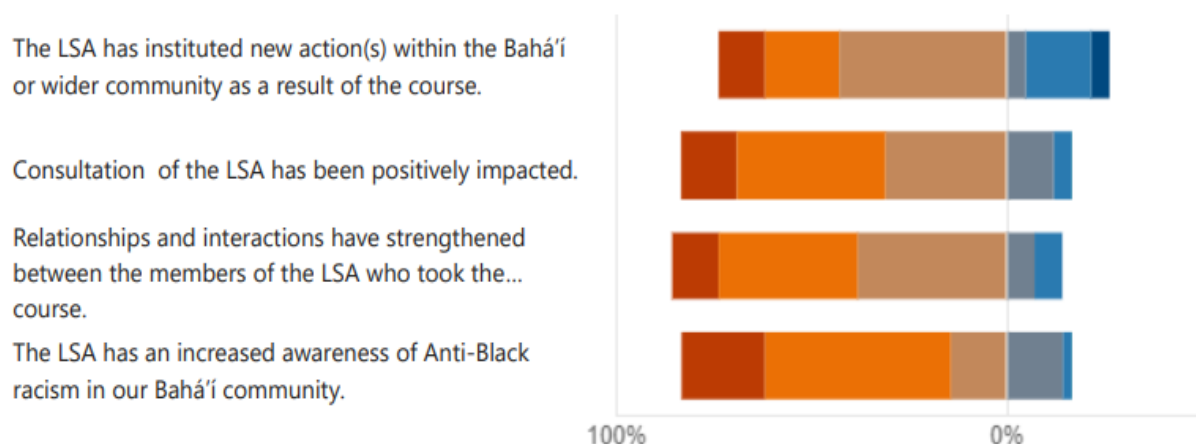 The LSA has instituted new action(s) within the Bahá’í
or wider community as a result of the course.
Consultation of the LSA has been positively impacted.
Relationships and interactions have strengthened
between the members of the LSA who took the...
course.
The LSA has an increased awareness of Anti-Black
racism in our Bahá’í community.
100% 0%